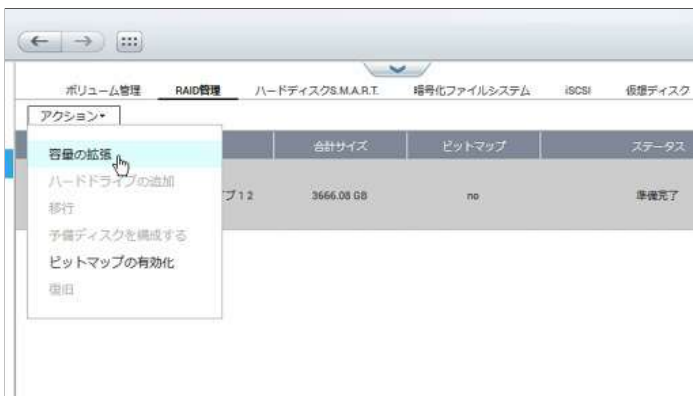 ボリューム管理 RAID管理 ハードディスクS.M.A.R.T. 暗号化ファイルシステム iSCSI 仮想ディスク
アクション
合計サイズ ビットマップ ステータス
容量の拡張
ハードドライブの追加
イブ 1 2 3666.08 GB no 準備完了
移行
予備ディスクを構成する
ビットマップの有効化
復旧